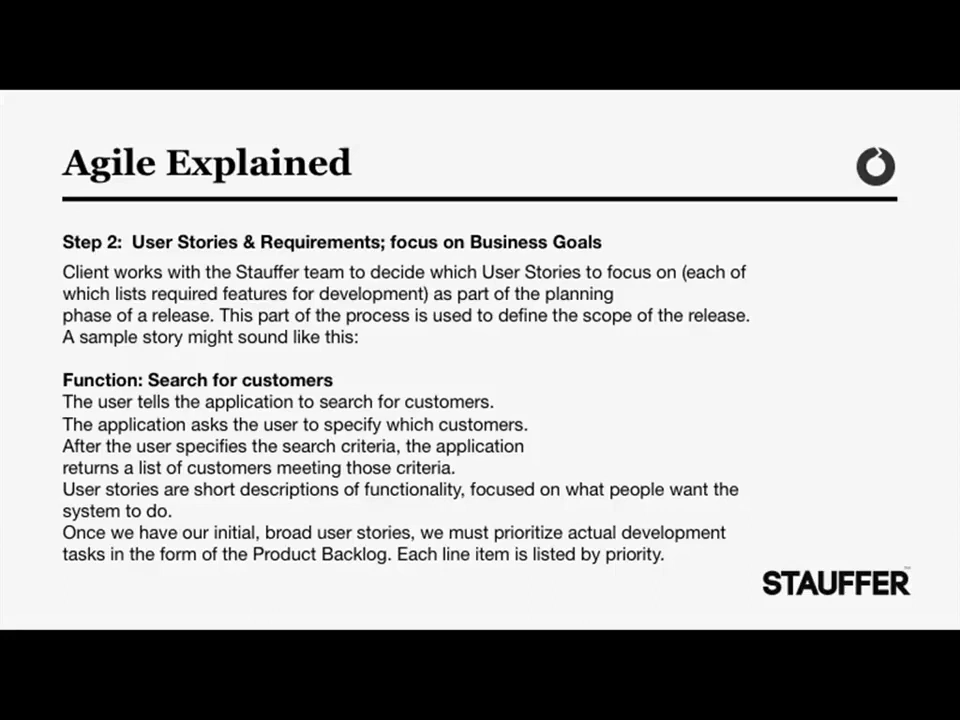 Agile Explained
Step 2:  User Stories & Requirements; focus on Business Goals
Client works with the Stauffer team to decide which User Stories to focus on (each of
which lists required features for development) as part of the planning
phase of a release. This part of the process is used to define the scope of the release.
A sample story might sound like this:
Function: Search for customers
The user tells the application to search for customers.
The application asks the user to specify which customers.
After the user specifies the search criteria, the application
returns a list of customers meeting those criteria.
User stories are short descriptions of functionality, focused on what people want the
system to do.
Once we have our initial, broad user stories, we must prioritize actual development
tasks in the form of the Product Backlog. Each line item is listed by priority.
STAUFFER™